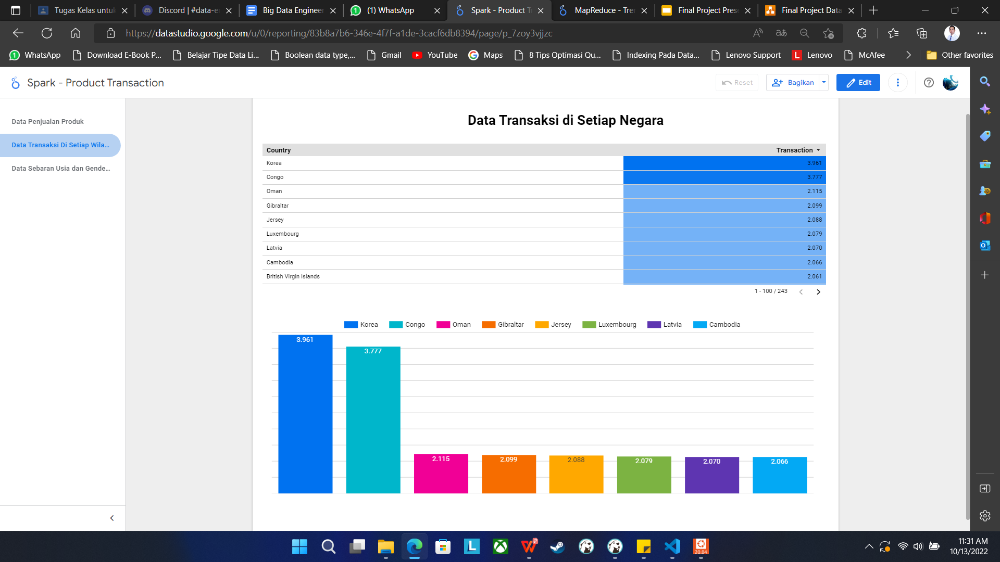 Tugas Kelas untuk
Discord | #data-e
Big Data Engineer
(1) WhatsApp
Spark - Product T
MapReduce - Tre
Final Project Pres
Final Project Data
https://datastudio.google.com/u/0/reporting/83b8a7b6-346e-4f7f-a1de-3cacf6db8394/page/p_7zoy3vjjzc
WhatsApp
Download E-Book P...
Belajar Tipe Data Li...
Boolean data type,...
Gmail
YouTube
Maps
8 Tips Optimasi Qu...
Indexing Pada Data...
Lenovo Support
Lenovo
McAfee
Other favorites
Spark - Product Transaction
Reset
Bagikan
Edit
Data Penjualan Produk
Data Transaksi Di Setiap Wila...
Data Sebaran Usia dan Gende...
Data Transaksi di Setiap Negara
Country Transaction
Korea 3.961
Congo 3.777
Oman 2.115
Gibraltar 2.099
Jersey 2.088
Luxembourg 2.079
Latvia 2.070
Cambodia 2.066
British Virgin Islands 2.061
1 - 100 / 243
Korea Congo Oman Gibraltar Jersey Luxembourg Latvia Cambodia
3.961
3.777
2.115
2.099
2.088
2.079
2.070
2.066
20.04
11:31 AM
10/13/2022